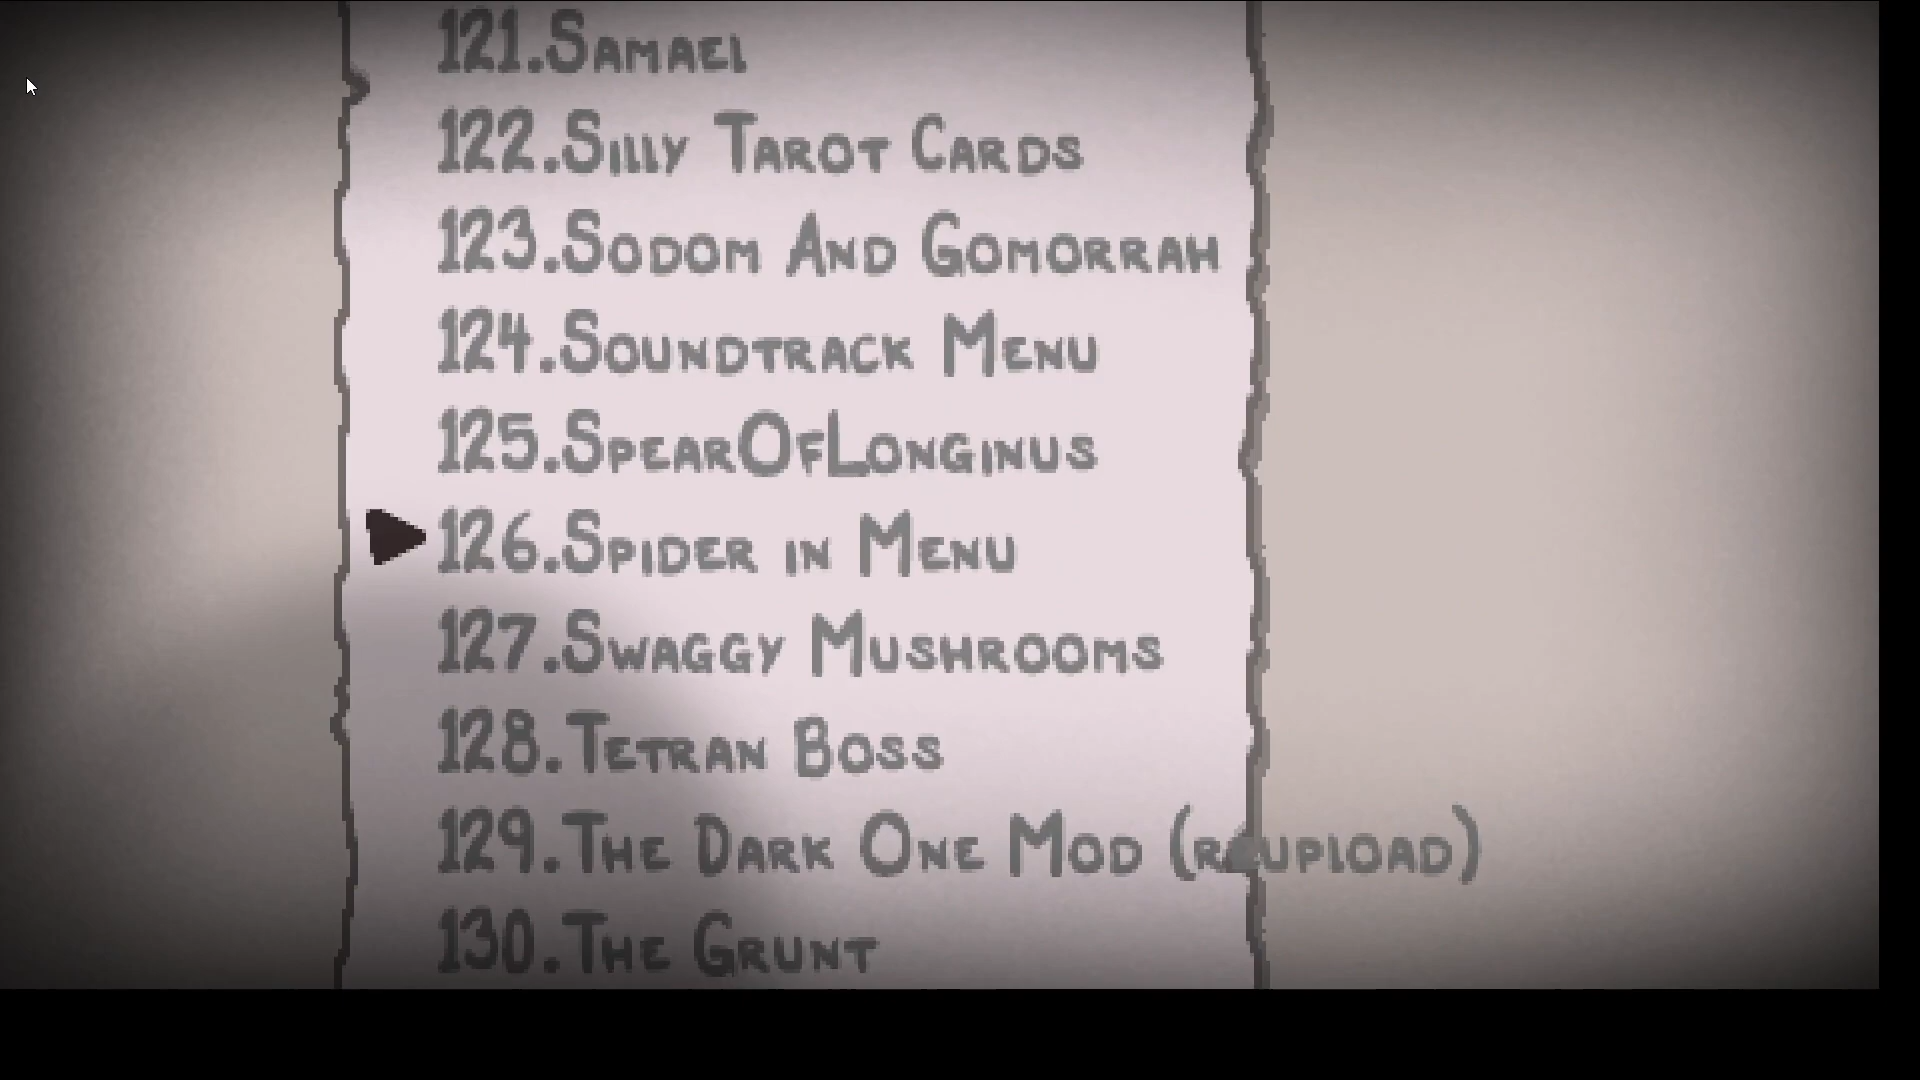 121.Samael
122.Silly Tarot Cards
123.Sodom And Gomorrah
124.Soundtrack Menu
125.SpearOfLonginus
126.Spider in Menu
127.Swaggy Mushrooms
128.Tetran Boss
129.The Dark One Mod (reupload)
130.The Grunt